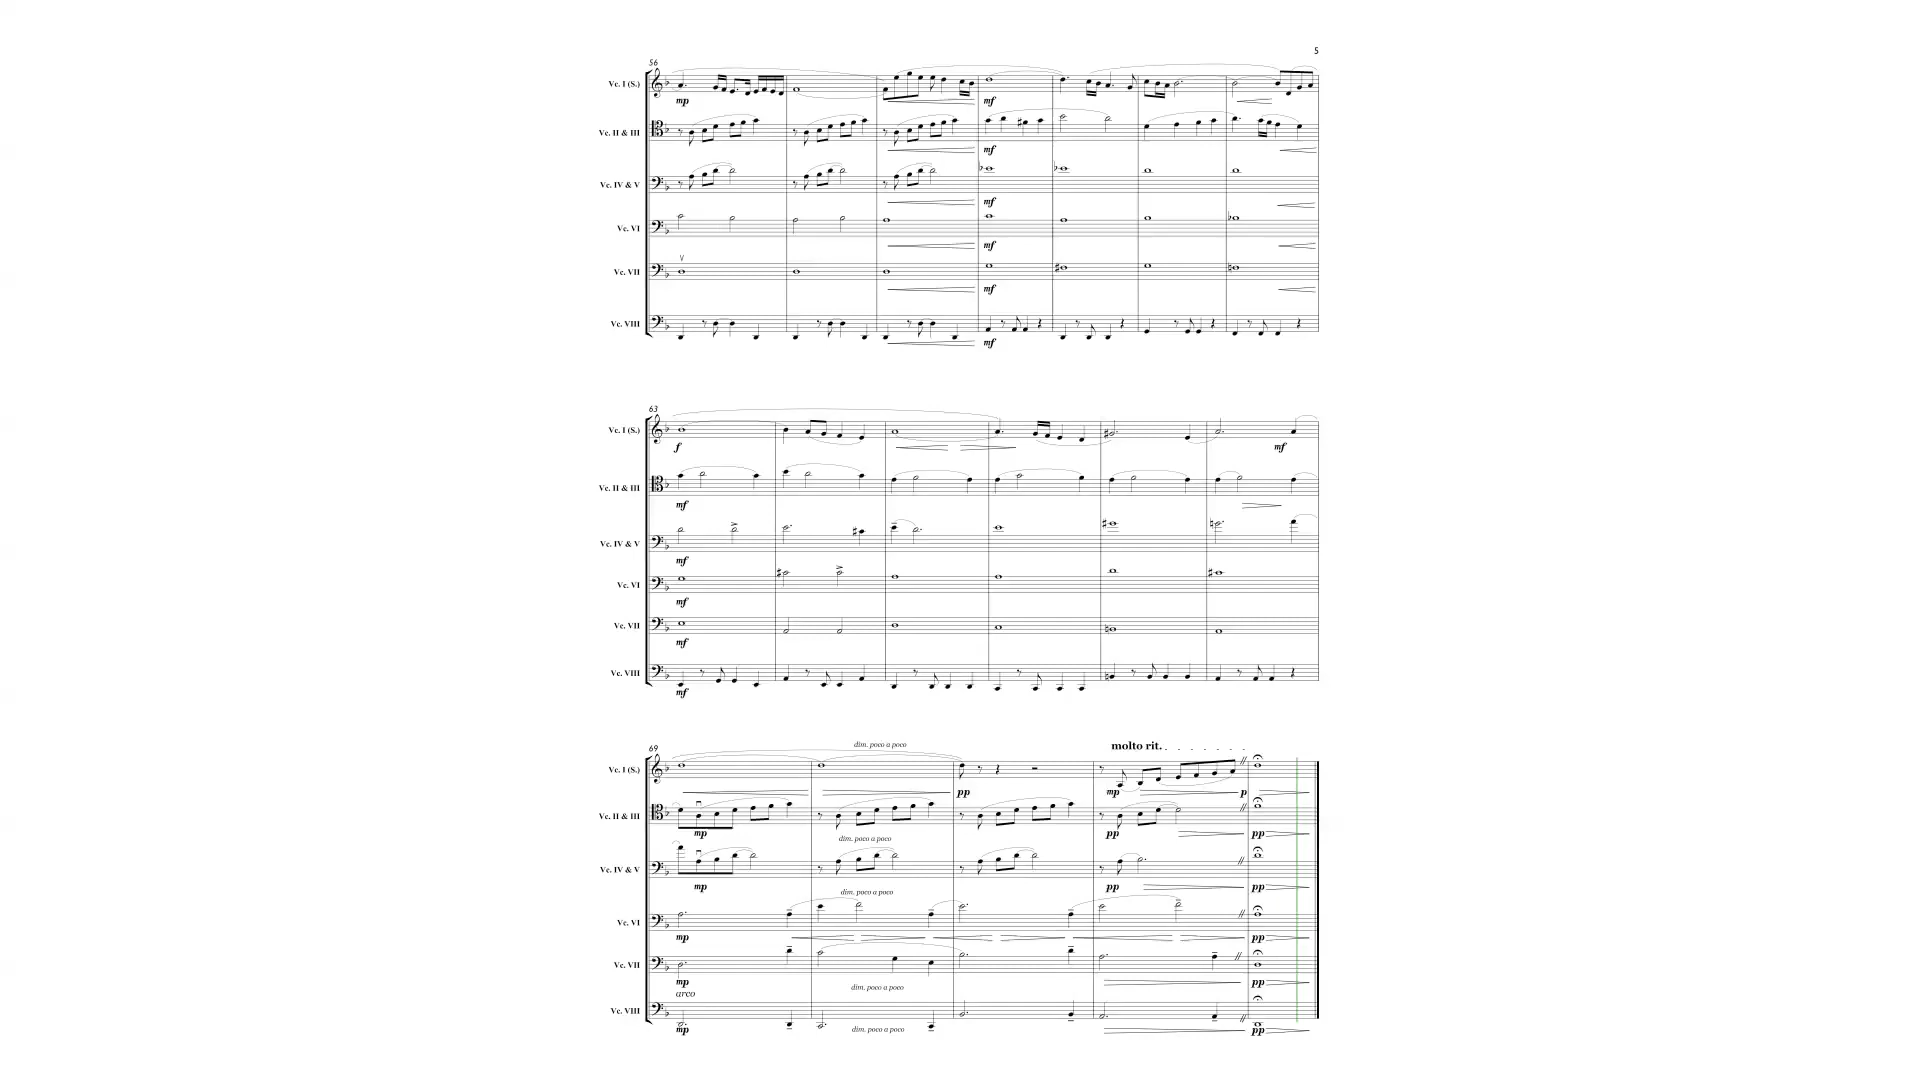 5
56
Vc. I (S.)
mp
mf
Vc. II & III
mf
Vc. IV & V
mf
Vc. VI
mf
Vc. VII
mf
Vc. VIII
mf
63
Vc. I (S.)
f
mf
Vc. II & III
mf
Vc. IV & V
mf
Vc. VI
mf
Vc. VII
mf
Vc. VIII
mf
69
dim. poco a poco
molto rit.
Vc. I (S.)
pp
mp
p
Vc. II & III
mp
dim. poco a poco
pp
pp
Vc. IV & V
mp
dim. poco a poco
pp
pp
Vc. VI
mp
pp
Vc. VII
mp
dim. poco a poco
pp
arco
Vc. VIII
mp
dim. poco a poco
pp